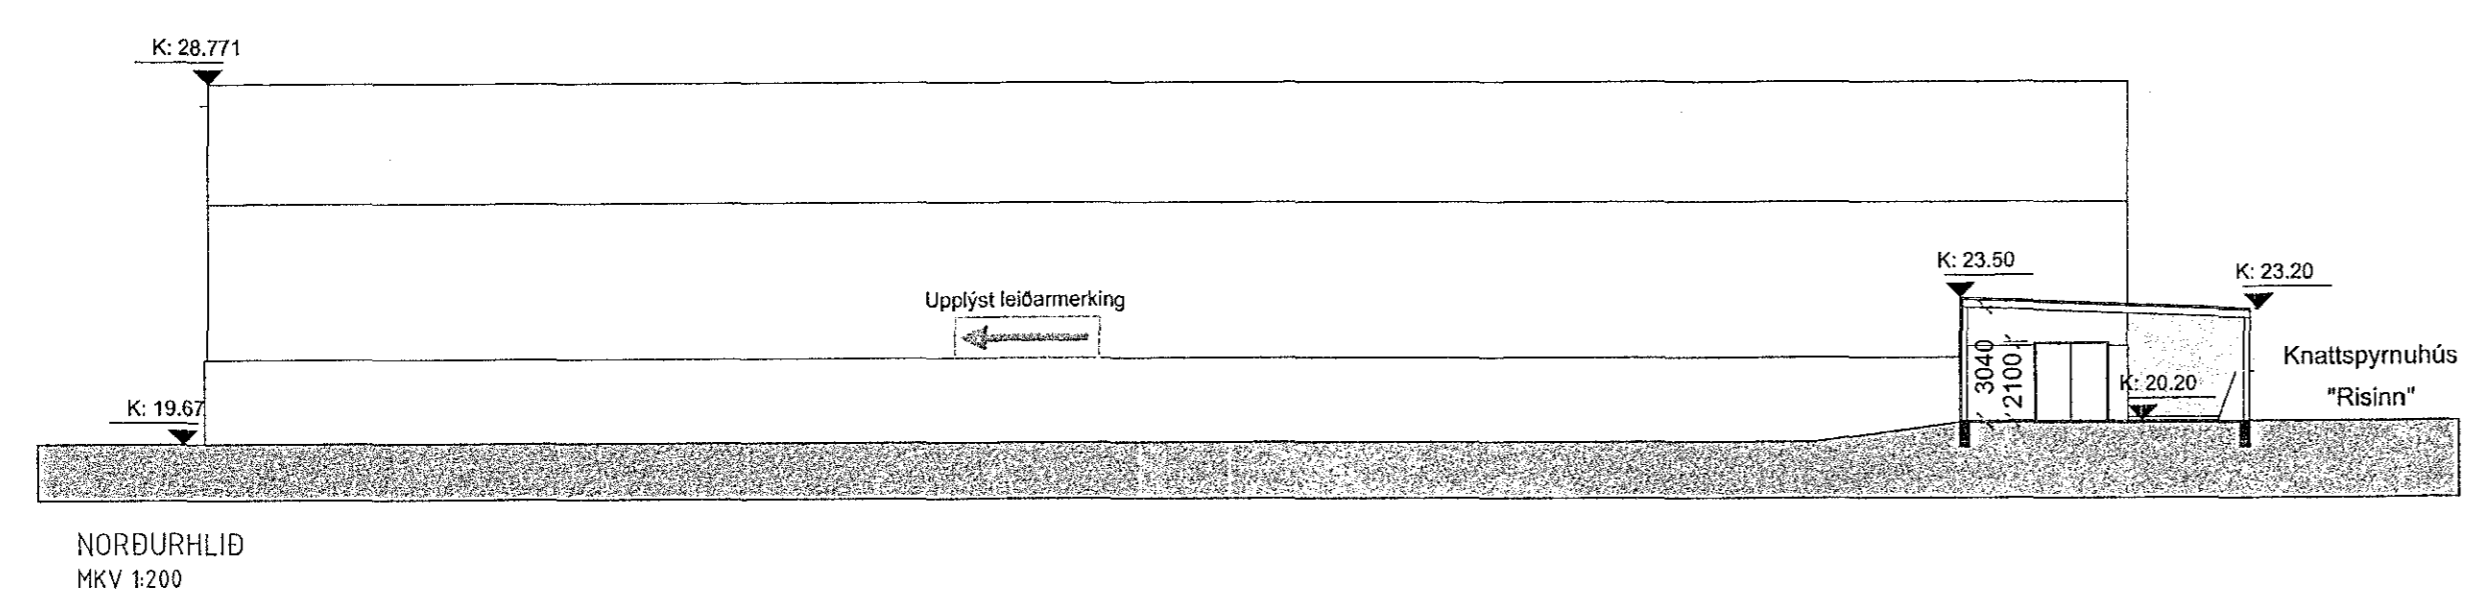 K: 28.771
K: 23.50
K: 23.20
Upplýst leiðarmerking
3040
2100
K: 20.20
Knattspyrnuhús
"Risinn"
K: 19.67
NORÐURHLIÐ
MKV 1:200